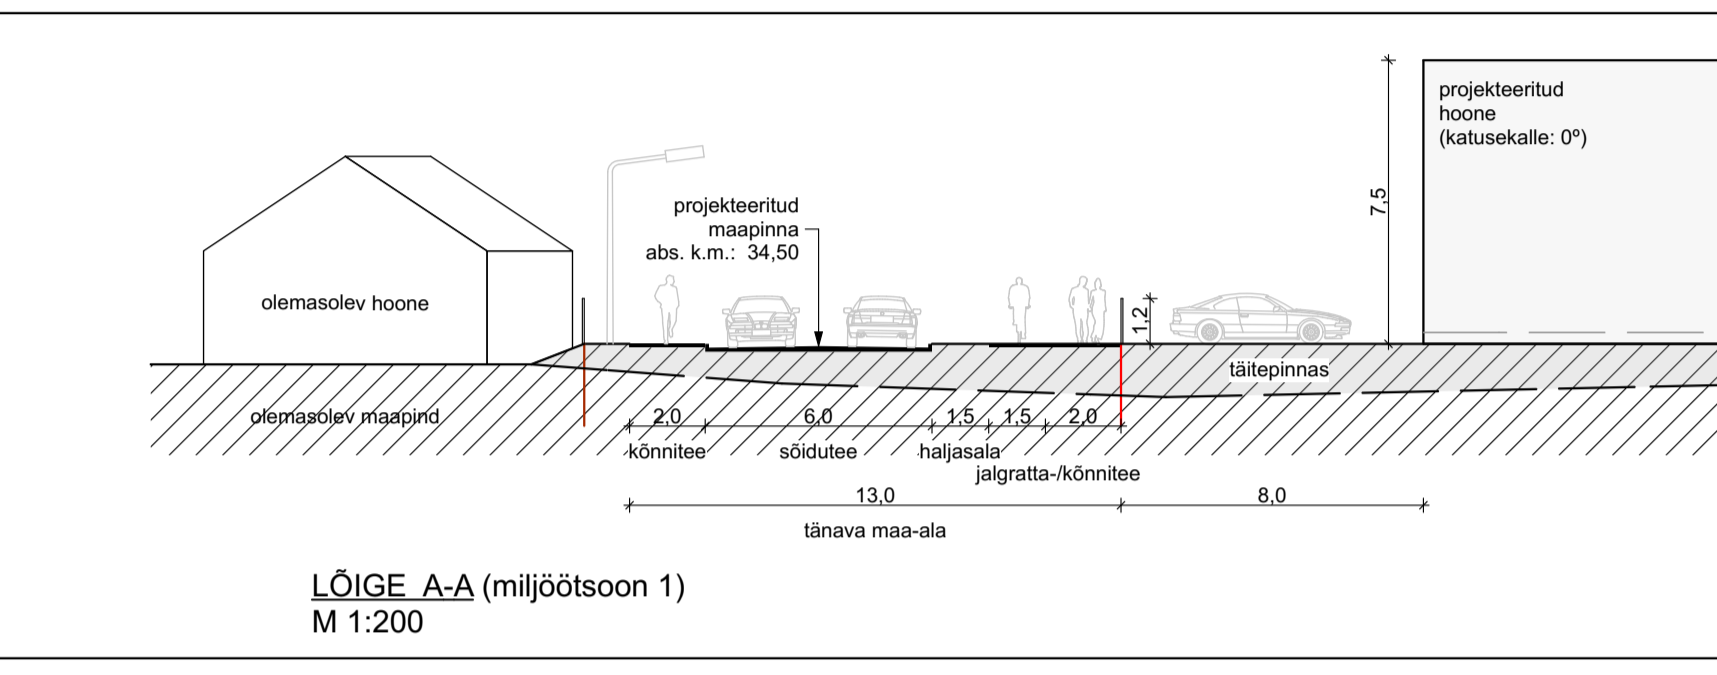 projekteeritud
hoone
(katusekalle: 0º)
7,5
projekteeritud
maapinna
abs. k.m.: 34,50
olemasolev hoone
1,2
täitepinnas
olemasolev maapind
2,0 6,0 1,5 1,5 2,0
kõnnitee sõidutee haljasala
jalgratta-/kõnnitee
13,0 8,0
tänava maa-ala
LÕIGE A-A (miljöötsoon 1)
M 1:200